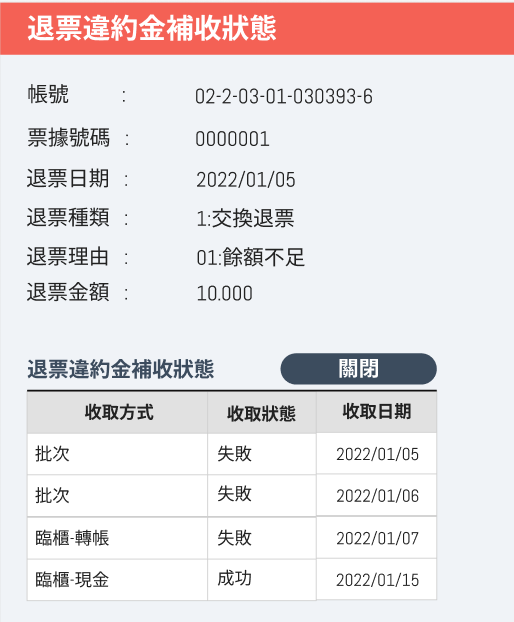 退票違約金補收狀態
帳號 : 02-2-03-01-030393-6
票據號碼 : 0000001
退票日期 : 2022/01/05
退票種類 : 1:交換退票
退票理由 : 01:餘額不足
退票金額 : 10.000
退票違約金補收狀態 關閉
收取方式 收取狀態 收取日期
批次 失敗 2022/01/05
批次 失敗 2022/01/06
臨櫃-轉帳 失敗 2022/01/07
臨櫃-現金 成功 2022/01/15